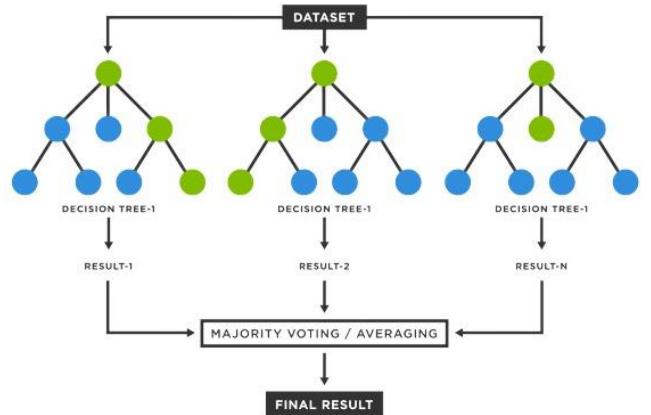 DATASET
DECISION TREE-1
DECISION TREE-1
DECISION TREE-1
RESULT-1
RESULT-2
RESULT-N
MAJORITY VOTING / AVERAGING
FINAL RESULT